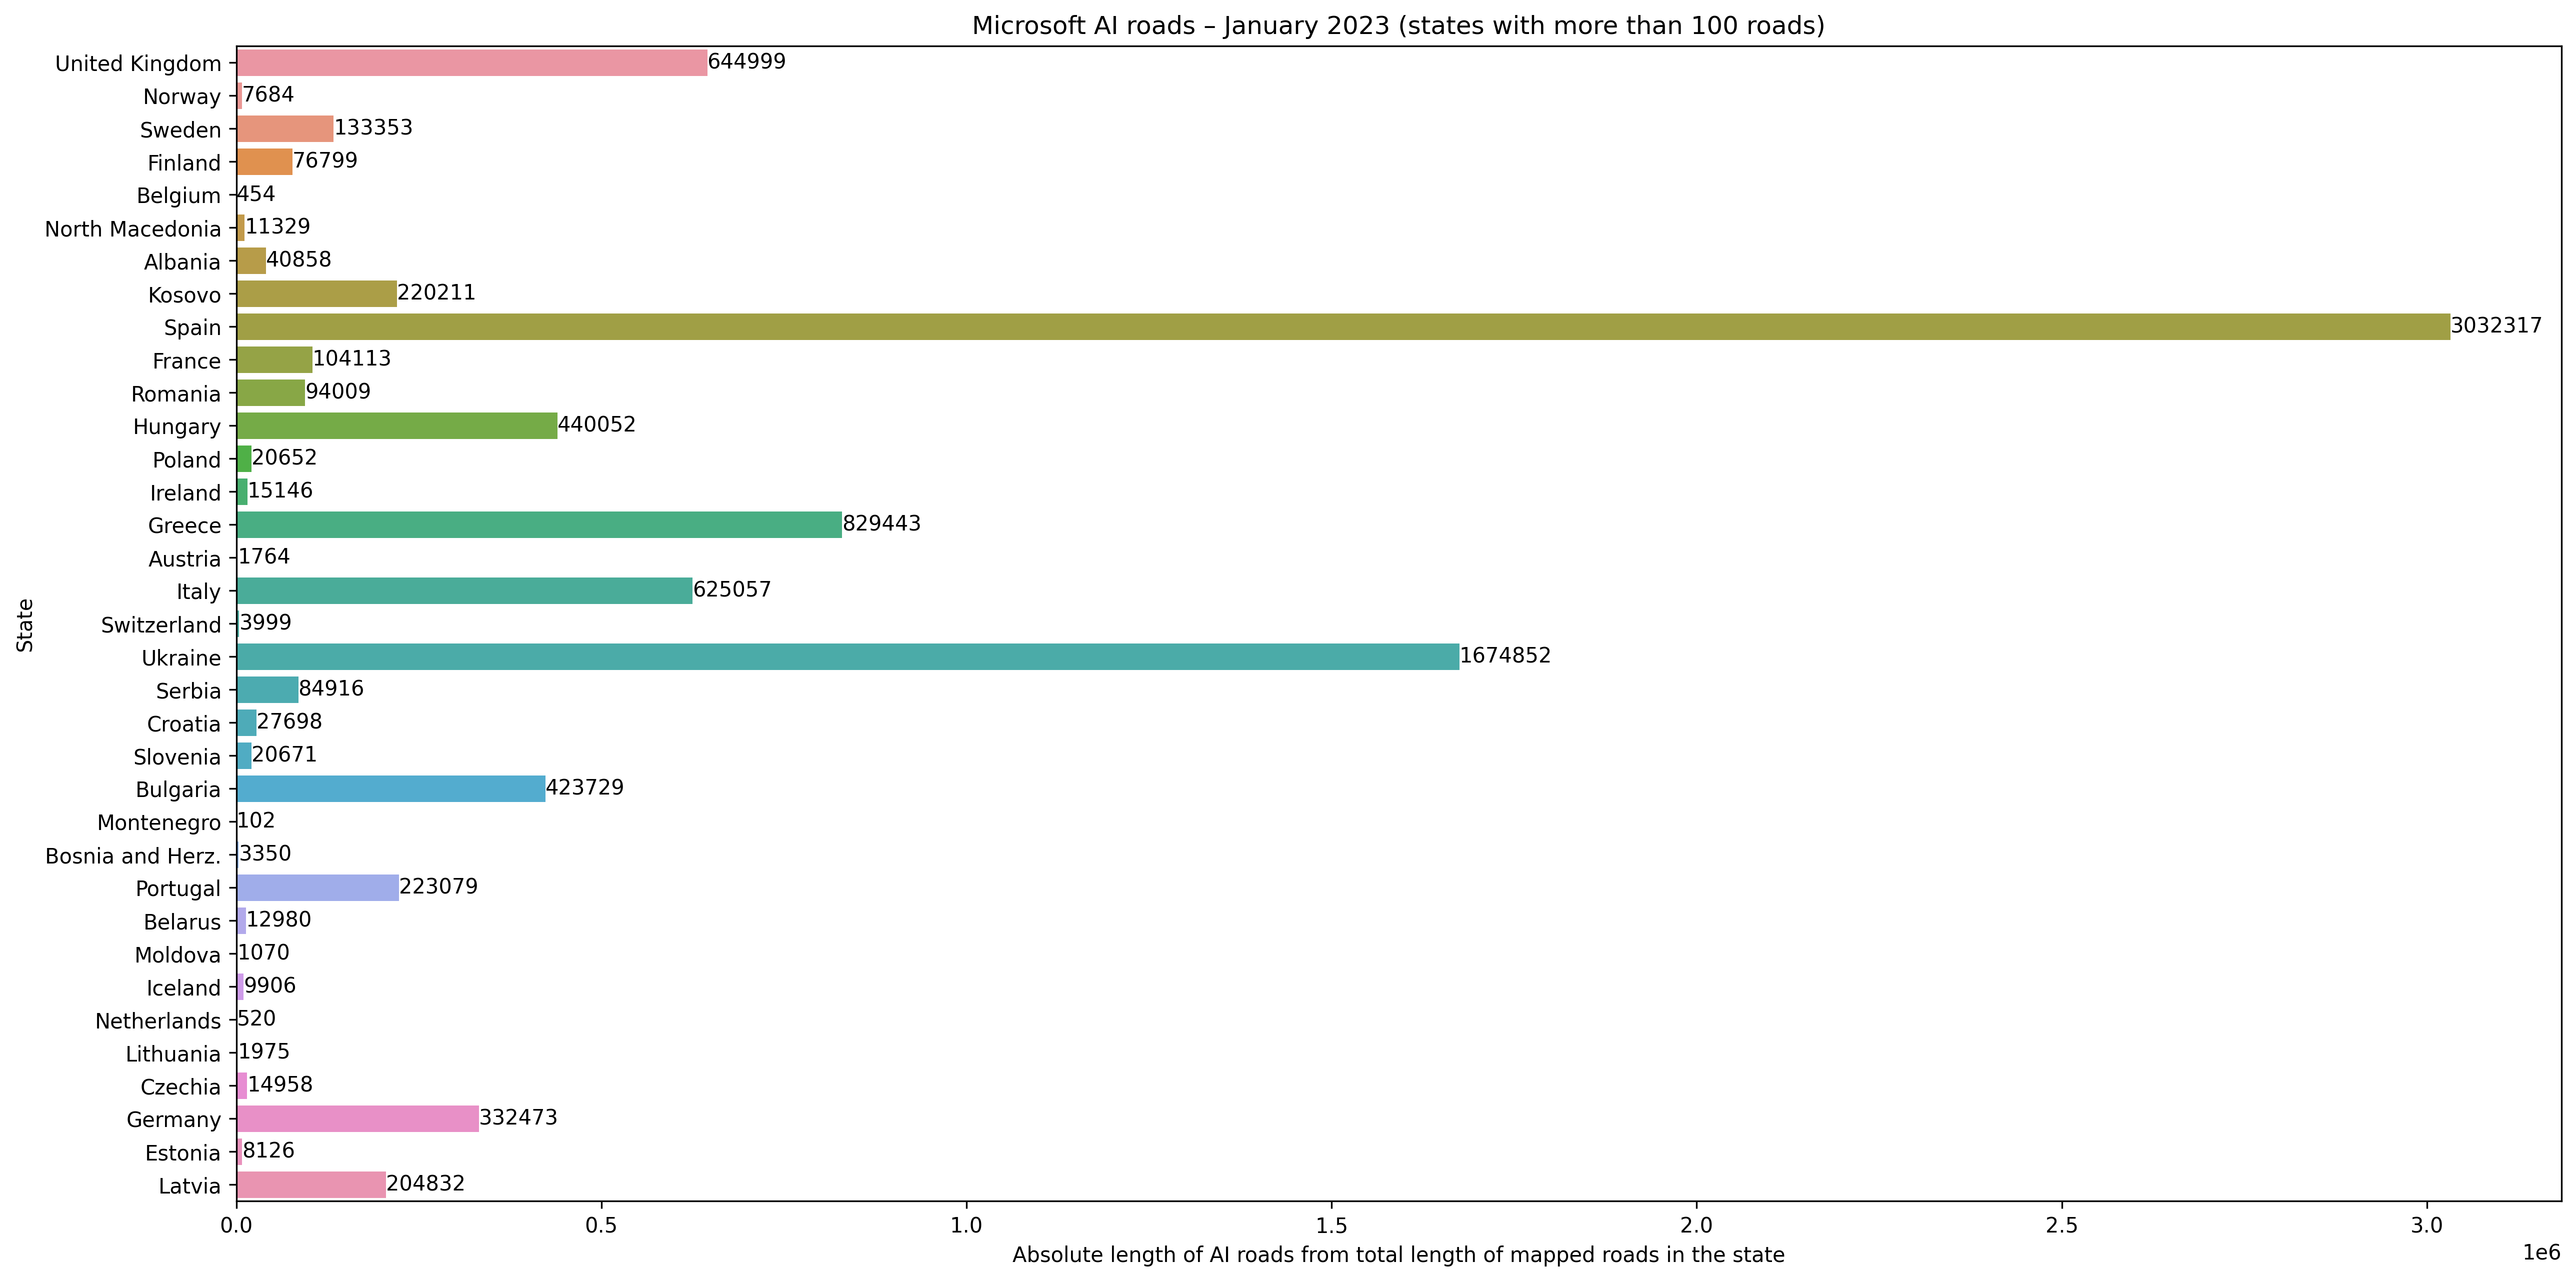 Microsoft AI roads – January 2023 (states with more than 100 roads)
State
United Kingdom 644999
Norway 7684
Sweden 133353
Finland 76799
Belgium 454
North Macedonia 11329
Albania 40858
Kosovo 220211
Spain 3032317
France 104113
Romania 94009
Hungary 440052
Poland 20652
Ireland 15146
Greece 829443
Austria 1764
Italy 625057
Switzerland 3999
Ukraine 1674852
Serbia 84916
Croatia 27698
Slovenia 20671
Bulgaria 423729
Montenegro 102
Bosnia and Herz. 3350
Portugal 223079
Belarus 12980
Moldova 1070
Iceland 9906
Netherlands 520
Lithuania 1975
Czechia 14958
Germany 332473
Estonia 8126
Latvia 204832
0.0 0.5 1.0 1.5 2.0 2.5 3.0
1e6
Absolute length of AI roads from total length of mapped roads in the state